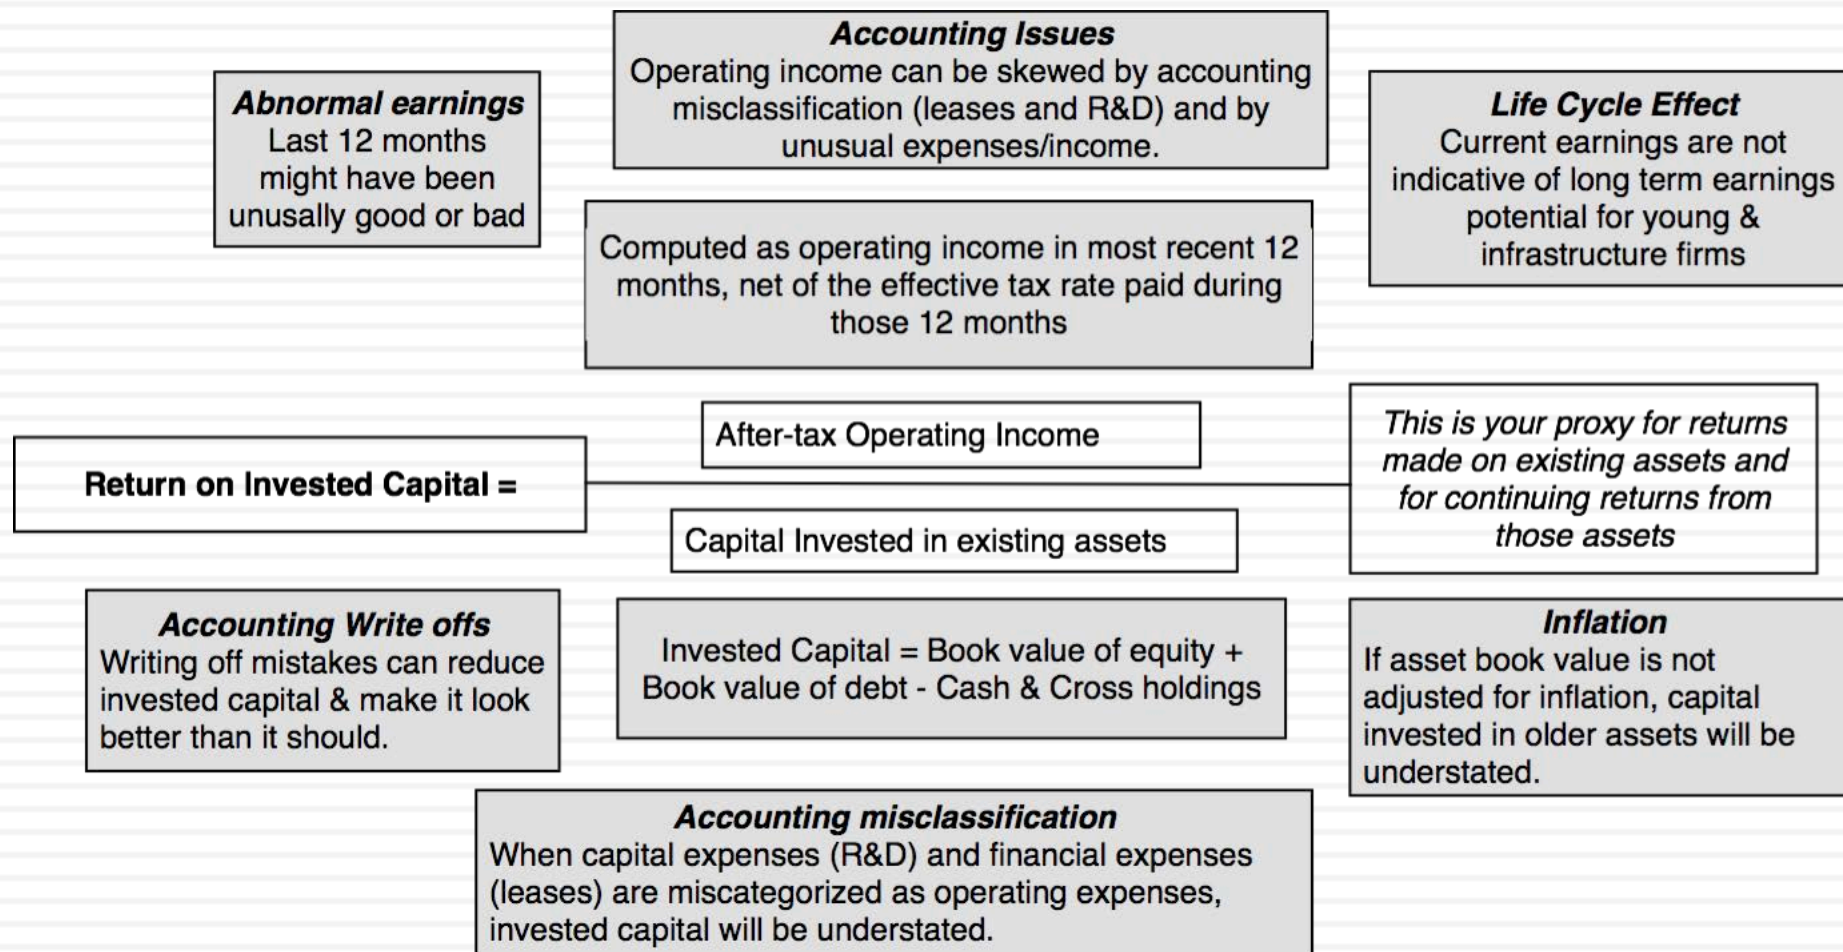 Accounting Issues
Operating income can be skewed by accounting
misclassification (leases and R&D) and by
unusual expenses/income.
Abnormal earnings
Last 12 months
might have been
unusally good or bad
Life Cycle Effect
Current earnings are not
indicative of long term earnings
potential for young &
infrastructure firms
Computed as operating income in most recent 12
months, net of the effective tax rate paid during
those 12 months
After-tax Operating Income
Return on Invested Capital =
Capital Invested in existing assets
This is your proxy for returns
made on existing assets and
for continuing returns from
those assets
Accounting Write offs
Writing off mistakes can reduce
invested capital & make it look
better than it should.
Invested Capital = Book value of equity +
Book value of debt - Cash & Cross holdings
Inflation
If asset book value is not
adjusted for inflation, capital
invested in older assets will be
understated.
Accounting misclassification
When capital expenses (R&D) and financial expenses
(leases) are miscategorized as operating expenses,
invested capital will be understated.